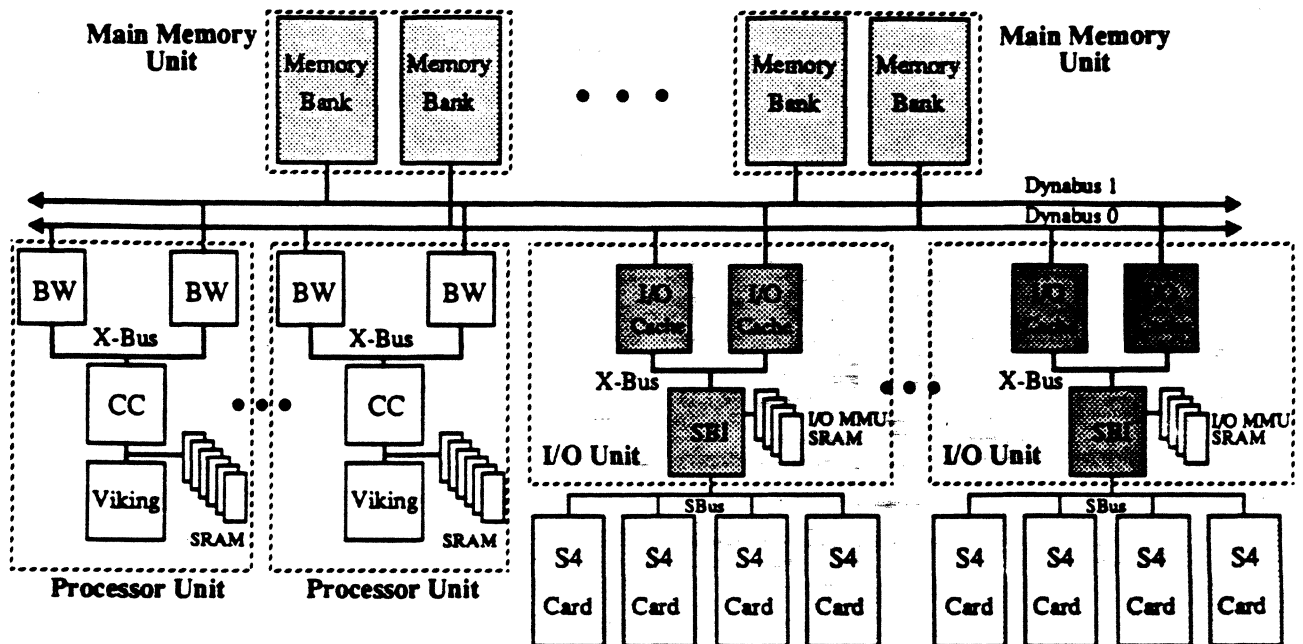 Main Memory
Unit
Memory
Bank
Memory
Bank
Memory
Bank
Memory
Bank
Main Memory
Unit
Dynabus 1
Dynabus 0
BW
BW
X-Bus
CC
Viking
SRAM
Processor Unit
BW
BW
X-Bus
CC
Viking
SRAM
Processor Unit
I/O
Cache
I/O
Cache
X-Bus
SBI
I/O MMU
SRAM
I/O Unit
SBus
S4
Card
S4
Card
S4
Card
S4
Card
I/O
Cache
X-Bus
SBI
I/O MMU
SRAM
I/O Unit
SBus
S4
Card
S4
Card
S4
Card
S4
Card